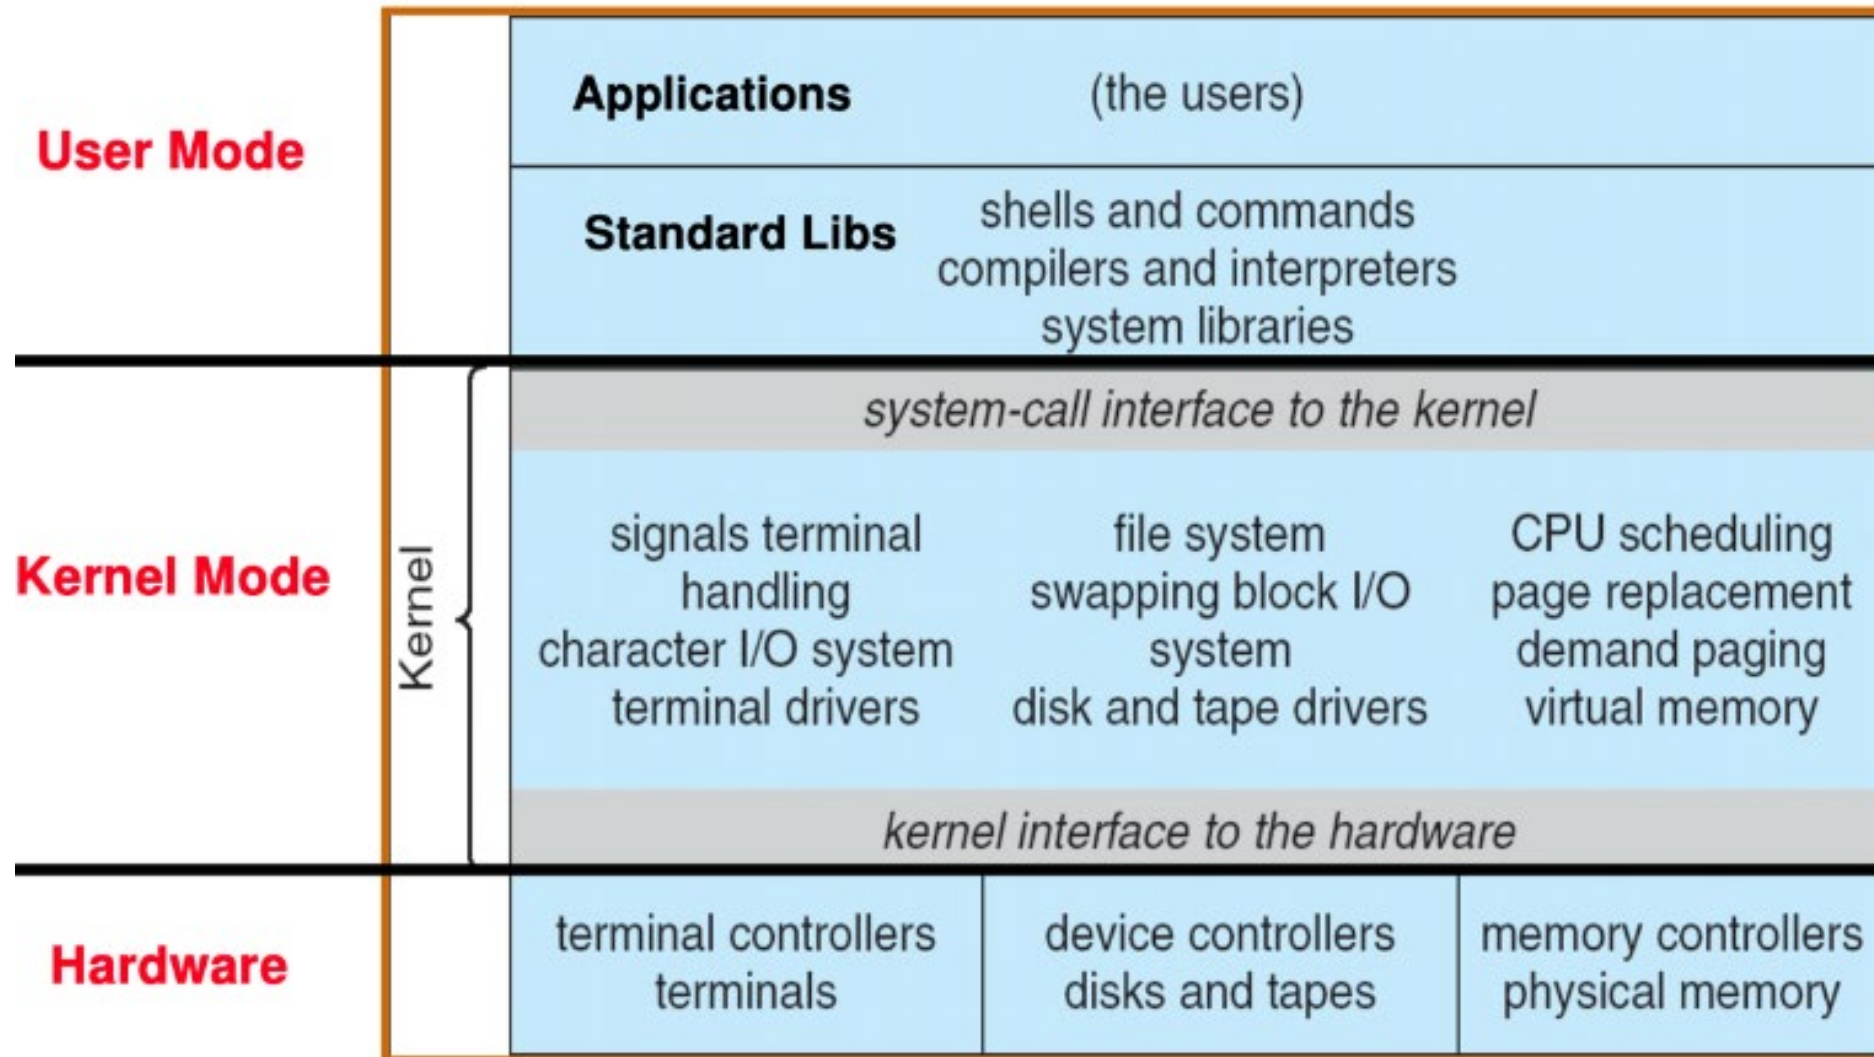 User Mode
Applications (the users)
Standard Libs
shells and commands
compilers and interpreters
system libraries
Kernel Mode
Kernel
system-call interface to the kernel
signals terminal
handling
character I/O system
terminal drivers
file system
swapping block I/O
system
disk and tape drivers
CPU scheduling
page replacement
demand paging
virtual memory
kernel interface to the hardware
Hardware
terminal controllers
terminals
device controllers
disks and tapes
memory controllers
physical memory